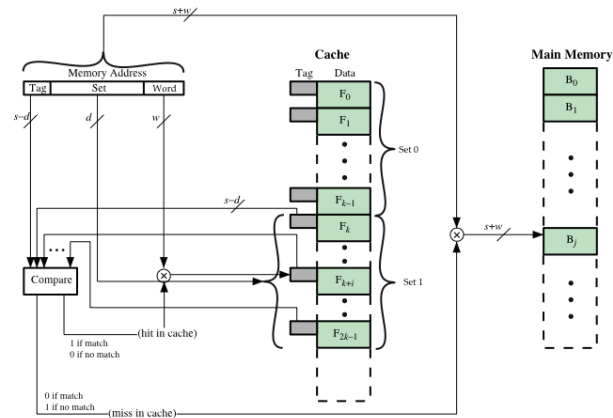 s+w
Cache
Main Memory
Memory Address
Tag Data
Tag Set Word
F0
B0
F1
B1
s–d d w
Set 0
s–d
Fk–1
Fk
s+w
Bj
Compare
Fk+i
Set 1
(hit in cache)
1 if match
0 if no match
F2k–1
0 if match
1 if no match
(miss in cache)